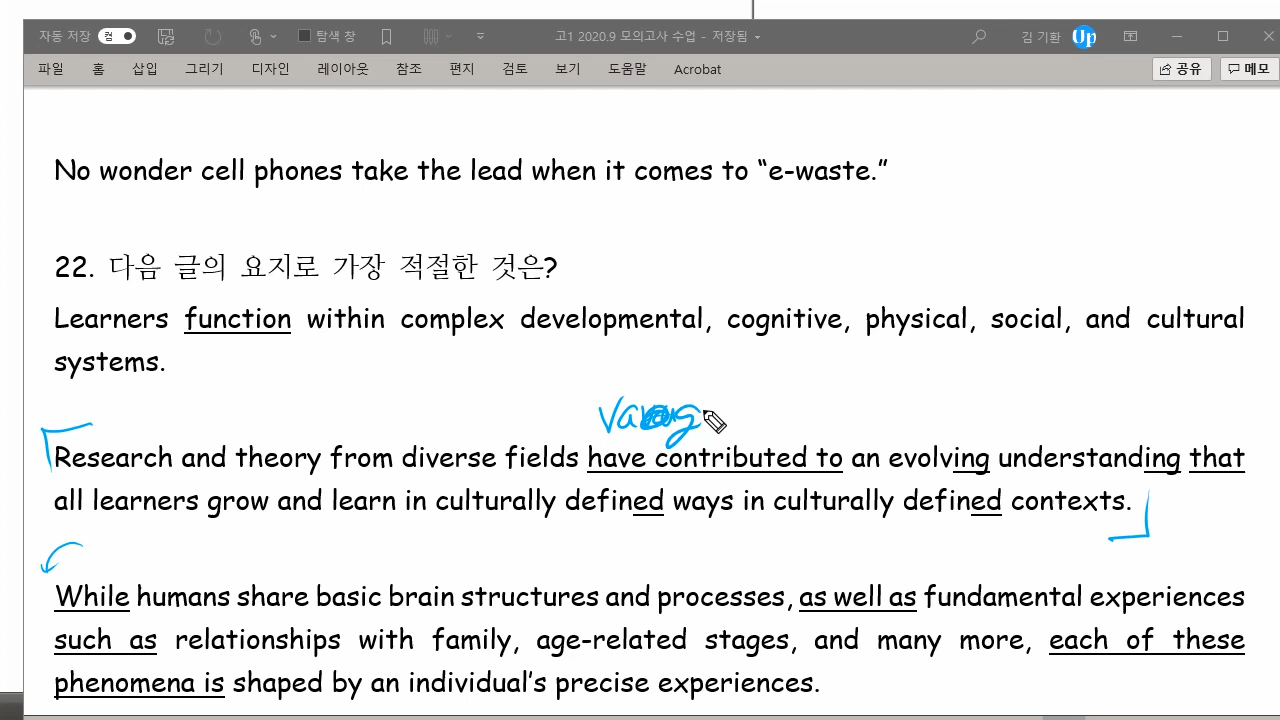 자동 저장 컴 탐색 창 고1 2020.9 모의고사 수업 - 저장됨 김 기환 Up
파일 홈 삽입 그리기 디자인 레이아웃 참조 편지 검토 보기 도움말 Acrobat 공유 메모
No wonder cell phones take the lead when it comes to “e-waste.”
22. 다음 글의 요지로 가장 적절한 것은?
Learners function within complex developmental, cognitive, physical, social, and cultural
systems.
Research and theory from diverse fields have contributed to an evolving understanding that
all learners grow and learn in culturally defined ways in culturally defined contexts.
While humans share basic brain structures and processes, as well as fundamental experiences
such as relationships with family, age-related stages, and many more, each of these
phenomena is shaped by an individual’s precise experiences.